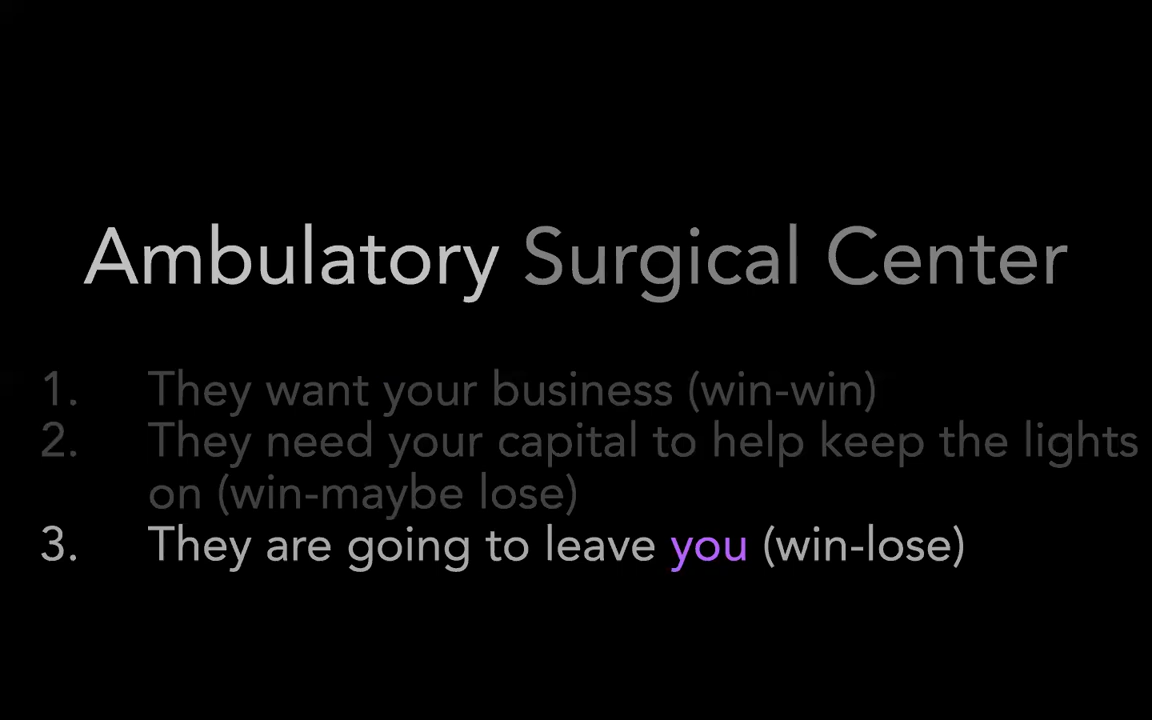 Ambulatory Surgical Center
1. They want your business (win-win)
2. They need your capital to help keep the lights
on (win-maybe lose)
3. They are going to leave you (win-lose)